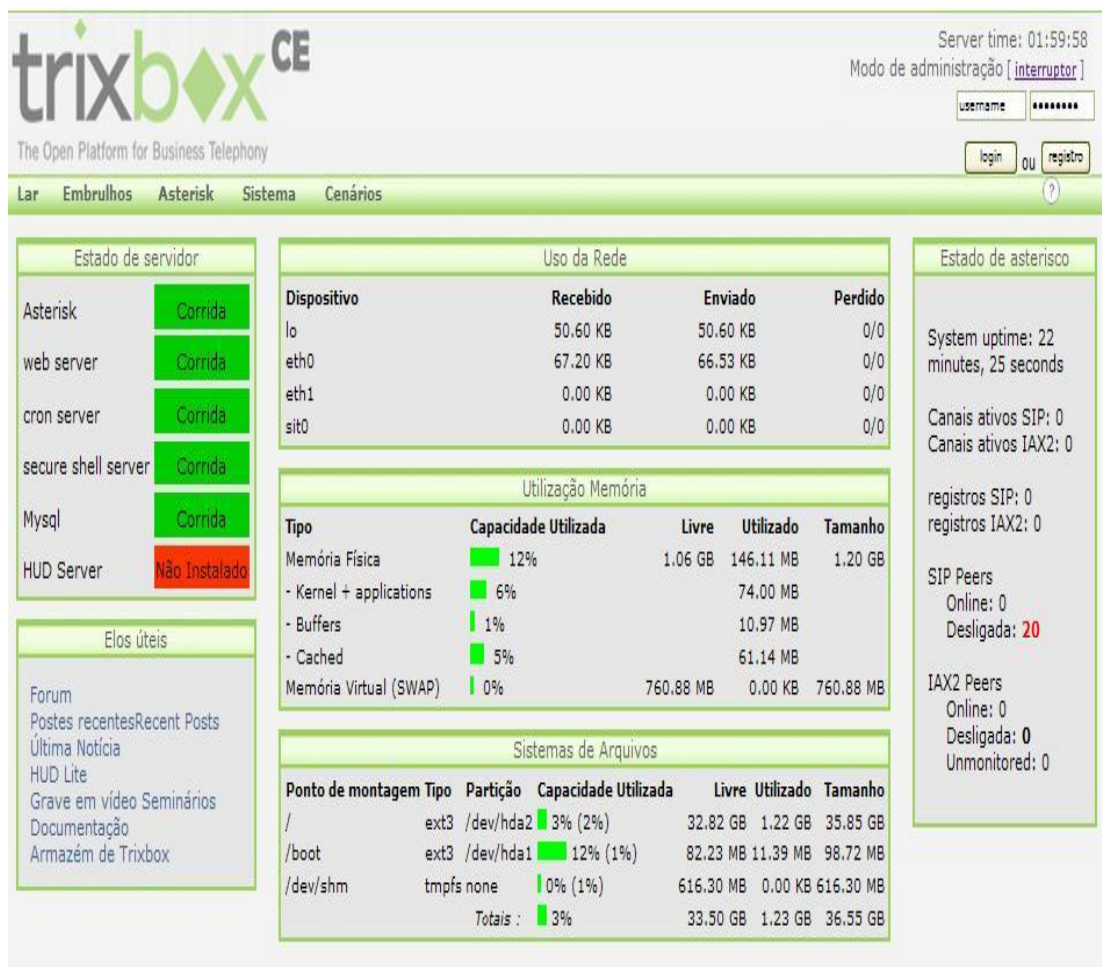 trixbox CE
The Open Platform for Business Telephony
Server time: 01:59:58
Modo de administração [ interruptor ]
username ••••••••
login ou registro
?
Lar Embrulhos Asterisk Sistema Cenários
Estado de servidor
Asterisk Corrida
web server Corrida
cron server Corrida
secure shell server Corrida
Mysql Corrida
HUD Server Não Instalado
Elos úteis
Forum
Postes recentesRecent Posts
Última Notícia
HUD Lite
Grave em vídeo Seminários
Documentação
Armazém de Trixbox
Uso da Rede
Dispositivo Recebido Enviado Perdido
lo 50.60 KB 50.60 KB 0/0
eth0 67.20 KB 66.53 KB 0/0
eth1 0.00 KB 0.00 KB 0/0
sit0 0.00 KB 0.00 KB 0/0
Utilização Memória
Tipo Capacidade Utilizada Livre Utilizado Tamanho
Memória Física 12% 1.06 GB 146.11 MB 1.20 GB
- Kernel + applications 6% 74.00 MB
- Buffers 1% 10.97 MB
- Cached 5% 61.14 MB
Memória Virtual (SWAP) 0% 760.88 MB 0.00 KB 760.88 MB
Sistemas de Arquivos
Ponto de montagem Tipo Partição Capacidade Utilizada Livre Utilizado Tamanho
/ ext3 /dev/hda2 3% (2%) 32.82 GB 1.22 GB 35.85 GB
/boot ext3 /dev/hda1 12% (1%) 82.23 MB 11.39 MB 98.72 MB
/dev/shm tmpfs none 0% (1%) 616.30 MB 0.00 KB 616.30 MB
Totais : 3% 33.50 GB 1.23 GB 36.55 GB
Estado de asterisco
System uptime: 22
minutes, 25 seconds
Canais ativos SIP: 0
Canais ativos IAX2: 0
registros SIP: 0
registros IAX2: 0
SIP Peers
Online: 0
Desligada: 20
IAX2 Peers
Online: 0
Desligada: 0
Unmonitored: 0